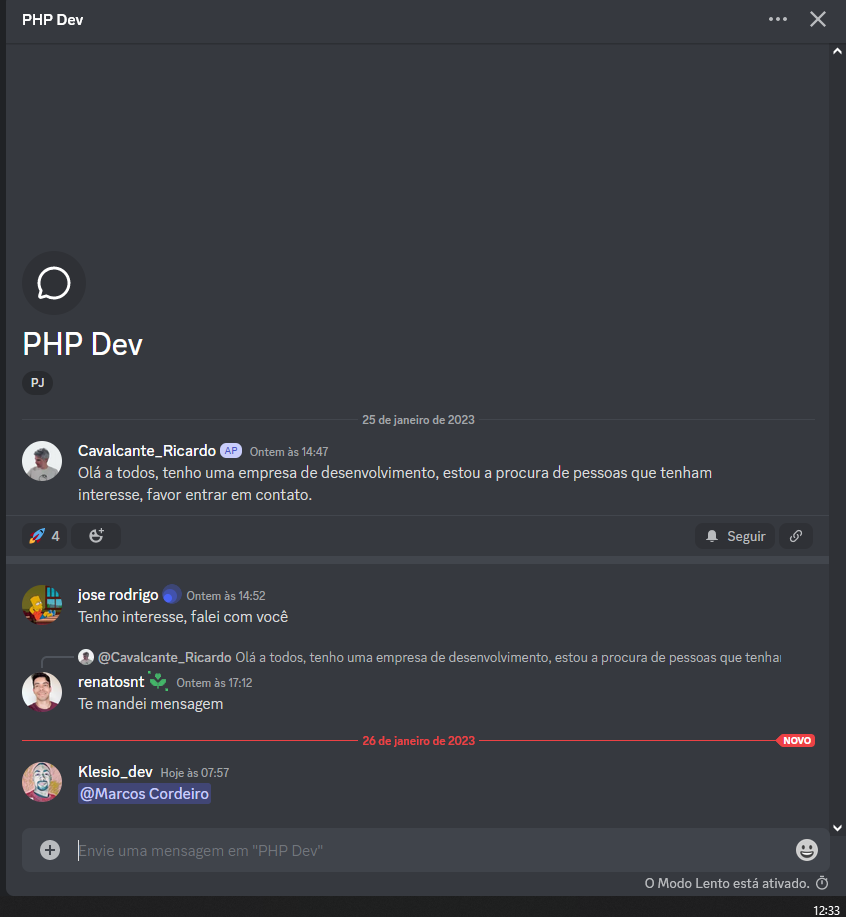 PHP Dev
PHP Dev
PJ
25 de janeiro de 2023
Cavalcante_Ricardo AP Ontem às 14:47
Olá a todos, tenho uma empresa de desenvolvimento, estou a procura de pessoas que tenham
interesse, favor entrar em contato.
4 Seguir
jose rodrigo Ontem às 14:52
Tenho interesse, falei com você
@Cavalcante_Ricardo Olá a todos, tenho uma empresa de desenvolvimento, estou a procura de pessoas que tenha
renatosnt Ontem às 17:12
Te mandei mensagem
26 de janeiro de 2023 NOVO
Klesio_dev Hoje às 07:57
@Marcos Cordeiro
Envie uma mensagem em "PHP Dev"
O Modo Lento está ativado.
12:33